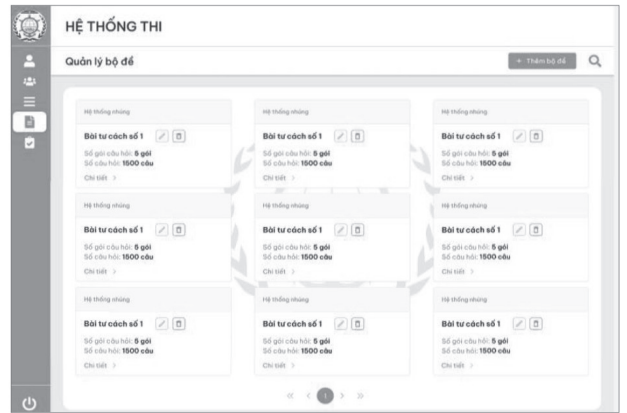 HỆ THỐNG THI
Quản lý bộ đề
+ Thêm bộ đề
Hệ thống nhúng
Bài tư cách số 1
Số gói câu hỏi: 5 gói
Số câu hỏi: 1500 câu
Chi tiết >
Hệ thống nhúng
Bài tư cách số 1
Số gói câu hỏi: 5 gói
Số câu hỏi: 1500 câu
Chi tiết >
Hệ thống nhúng
Bài tư cách số 1
Số gói câu hỏi: 5 gói
Số câu hỏi: 1500 câu
Chi tiết >
Hệ thống nhúng
Bài tư cách số 1
Số gói câu hỏi: 5 gói
Số câu hỏi: 1500 câu
Chi tiết >
Hệ thống nhúng
Bài tư cách số 1
Số gói câu hỏi: 5 gói
Số câu hỏi: 1500 câu
Chi tiết >
Hệ thống nhúng
Bài tư cách số 1
Số gói câu hỏi: 5 gói
Số câu hỏi: 1500 câu
Chi tiết >
Hệ thống nhúng
Bài tư cách số 1
Số gói câu hỏi: 5 gói
Số câu hỏi: 1500 câu
Chi tiết >
Hệ thống nhúng
Bài tư cách số 1
Số gói câu hỏi: 5 gói
Số câu hỏi: 1500 câu
Chi tiết >
Hệ thống nhúng
Bài tư cách số 1
Số gói câu hỏi: 5 gói
Số câu hỏi: 1500 câu
Chi tiết >
« < 1 > »